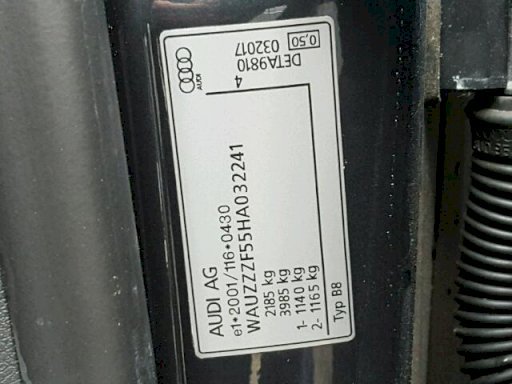 AUDI AG
e1*2001/116*0430
WAUZZZF55HA032241
2185 kg
3985 kg
1- 1140 kg
2- 1165 kg
Typ B8
DETA9810
4
032017
0,50
AUDI